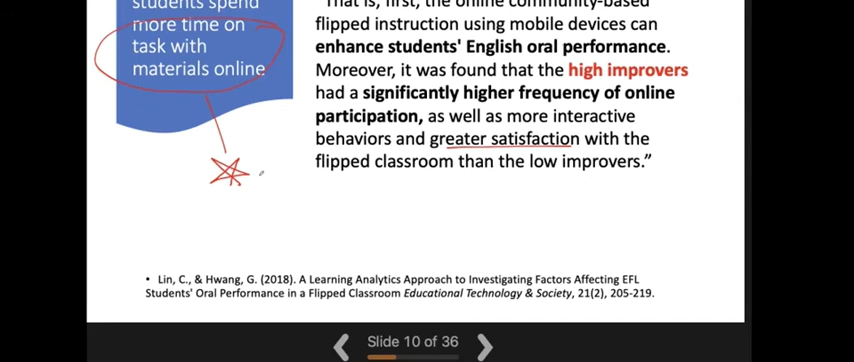 students spend
more time on
task with
materials online
"That is, first, the online community-based
flipped instruction using mobile devices can
enhance students' English oral performance.
Moreover, it was found that the high improvers
had a significantly higher frequency of online
participation, as well as more interactive
behaviors and greater satisfaction with the
flipped classroom than the low improvers.”
• Lin, C., & Hwang, G. (2018). A Learning Analytics Approach to Investigating Factors Affecting EFL
Students' Oral Performance in a Flipped Classroom Educational Technology & Society, 21(2), 205-219.
Slide 10 of 36